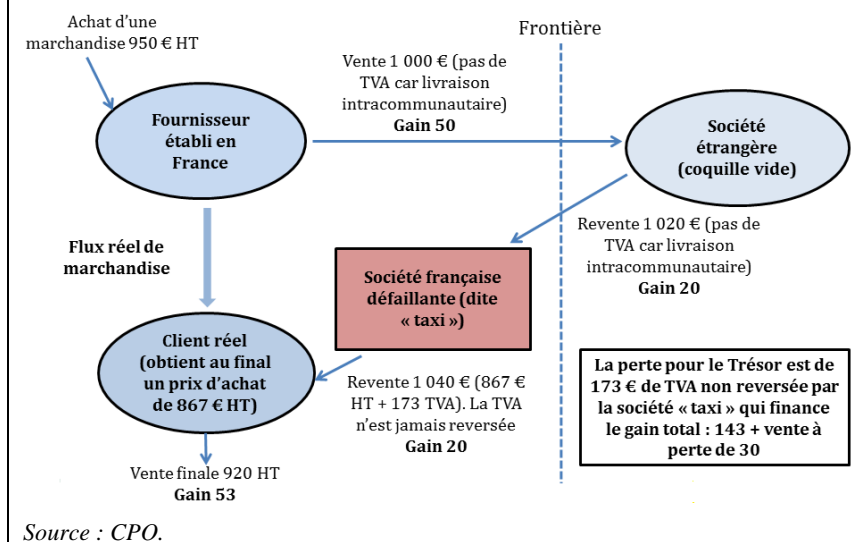 Achat d'une
marchandise 950 € HT
Frontière
Vente 1 000 € (pas de
TVA car livraison
intracommunautaire)
Gain 50
Fournisseur
établi en
France
Société
étrangère
(coquille vide)
Revente 1 020 € (pas de
TVA car livraison
intracommunautaire)
Gain 20
Flux réel de
marchandise
Société française
défaillante (dite
« taxi »)
Client réel
(obtient au final
un prix d'achat
de 867 € HT)
Revente 1 040 € (867 €
HT + 173 TVA). La TVA
n'est jamais reversée
Gain 20
La perte pour le Trésor est de
173 € de TVA non reversée par
la société « taxi » qui finance
le gain total : 143 + vente à
perte de 30
Vente finale 920 HT
Gain 53
Source : CPO.